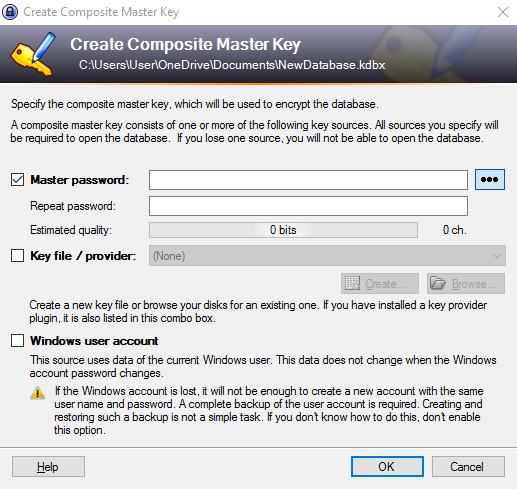 Create Composite Master Key
Create Composite Master Key
C:\Users\User\OneDrive\Documents\NewDatabase.kdbx
Specify the composite master key, which will be used to encrypt the database.
A composite master key consists of one or more of the following key sources. All sources you specify will
be required to open the database. If you lose one source, you will not be able to open the database.
Master password:
Repeat password:
Estimated quality: 0 bits 0 ch.
Key file / provider: (None)
Create... Browse...
Create a new key file or browse your disks for an existing one. If you have installed a key provider
plugin, it is also listed in this combo box.
Windows user account
This source uses data of the current Windows user. This data does not change when the Windows
account password changes.
If the Windows account is lost, it will not be enough to create a new account with the same
user name and password. A complete backup of the user account is required. Creating and
restoring such a backup is not a simple task. If you don't know how to do this, don't enable
this option.
Help OK Cancel